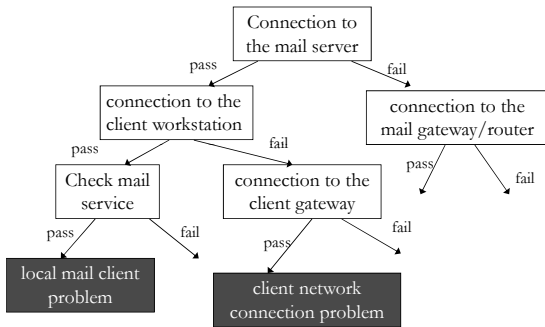 Connection to
the mail server
pass
fail
connection to the
client workstation
connection to the
mail gateway/router
pass
fail
pass
fail
Check mail
service
connection to the
client gateway
pass
fail
pass
fail
local mail client
problem
client network
connection problem